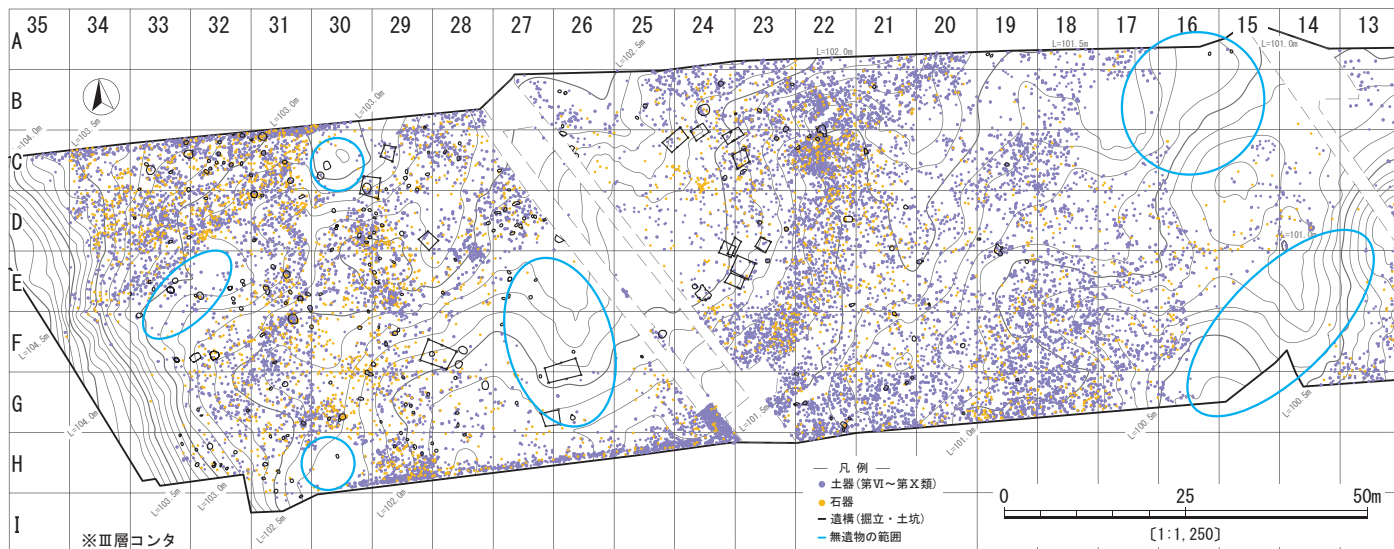 35 34 33 32 31 30 29 28 27 26 25 24 23 22 21 20 19 18 17 16 15 14 13
A
B
C
D
E
F
G
H
I
L=104.0m
L=103.5m
L=103.0m
L=103.0m
L=102.5m
L=102.0m
L=101.5m
L=101.0m
L=101.0m
L=104.5m
L=104.0m
L=103.5m
L=103.0m
L=102.5m
L=102.0m
L=101.5m
L=101.0m
L=100.5m
L=100.5m
※Ⅲ層コンタ
― 凡 例 ―
土器(第Ⅵ～第Ⅹ類)
石器
遺構(掘立・土坑)
無遺物の範囲
0 25 50m
〔1:1,250〕